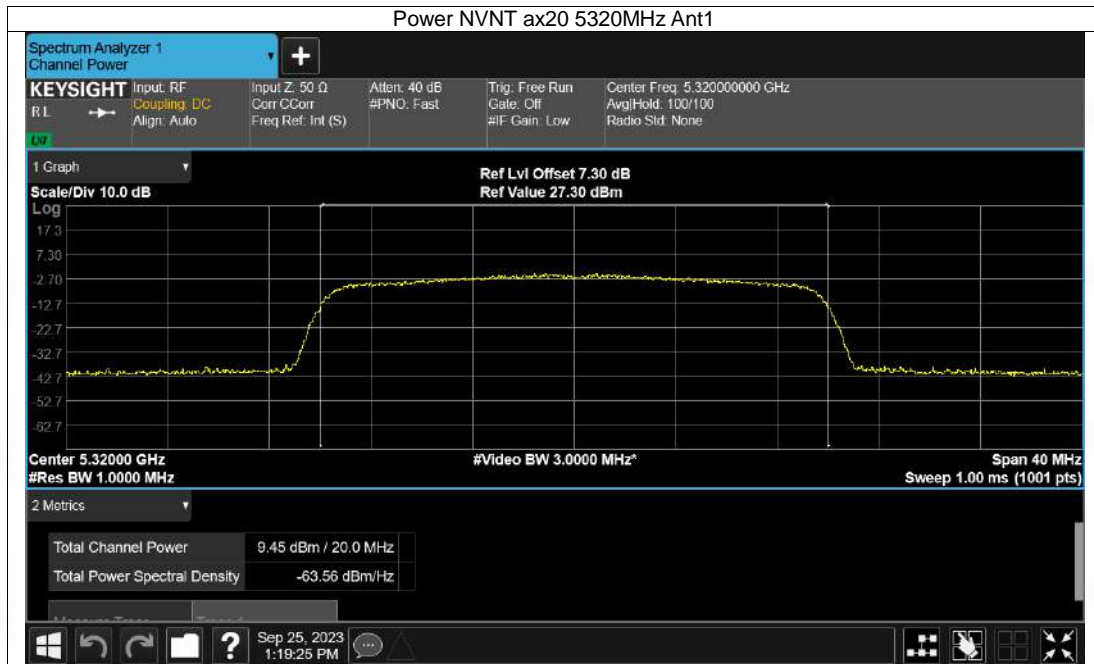 Power NVNT ax20 5320MHz Ant1
Spectrum Analyzer 1
Channel Power
+
KEYSIGHT
RL
Input: RF
Coupling: DC
Align: Auto
Input Z: 50 Ω
Corr CCorr
Freq Ref: Int (S)
Atten: 40 dB
#PNO: Fast
Trig: Free Run
Gate: Off
#IF Gain: Low
Center Freq: 5.320000000 GHz
Avg|Hold: 100/100
Radio Std: None
1 Graph
Scale/Div 10.0 dB
Ref Lvl Offset 7.30 dB
Ref Value 27.30 dBm
Log
17.3
7.30
-2.70
-12.7
-22.7
-32.7
-42.7
-52.7
-62.7
Center 5.32000 GHz
#Res BW 1.0000 MHz
#Video BW 3.0000 MHz*
Span 40 MHz
Sweep 1.00 ms (1001 pts)
2 Metrics
Total Channel Power 9.45 dBm / 20.0 MHz
Total Power Spectral Density -63.56 dBm/Hz
?
Sep 25, 2023
1:19:25 PM